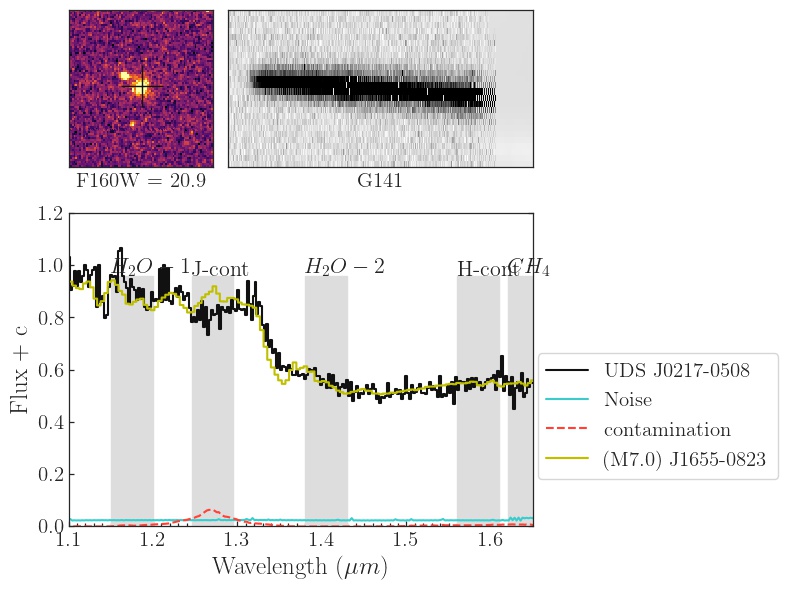 F160W = 20.9
G141
H₂O − 1
J-cont
H₂O − 2
H-cont
CH₄
1.2
1.0
0.8
0.6
0.4
0.2
0.0
Flux + c
1.1
1.2
1.3
1.4
1.5
1.6
Wavelength (μm)
UDS J0217-0508
Noise
contamination
(M7.0) J1655-0823